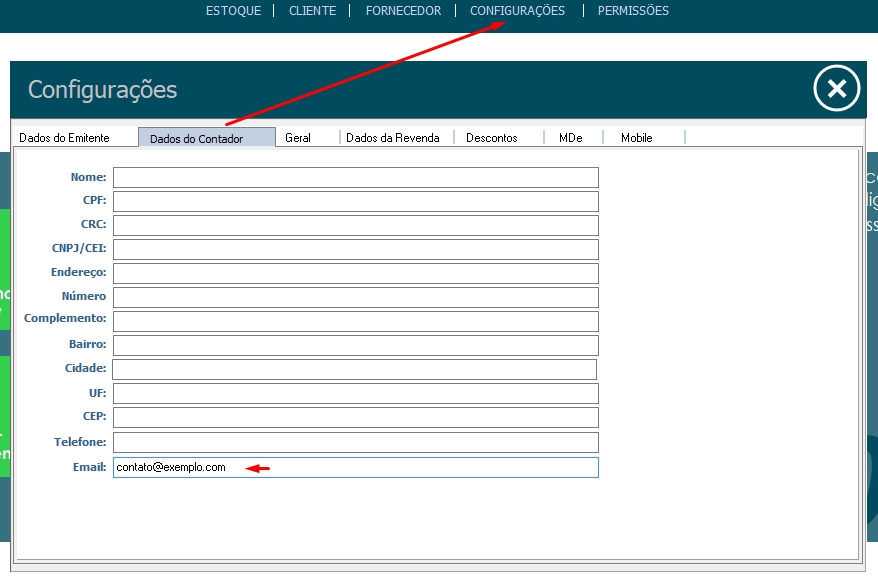 ESTOQUE | CLIENTE | FORNECEDOR | CONFIGURAÇÕES | PERMISSÕES
Configurações
Dados do Emitente Dados do Contador Geral Dados da Revenda Descontos MDe Mobile
Nome:
CPF:
CRC:
CNPJ/CEI:
Endereço:
Número
Complemento:
Bairro:
Cidade:
UF:
CEP:
Telefone:
Email: contato@exemplo.com